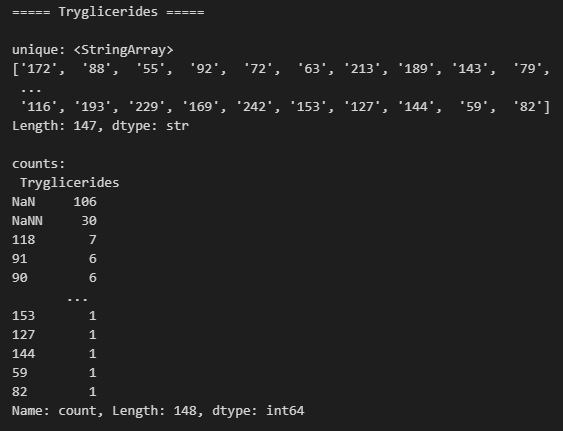 ===== Tryglicerides =====
unique: <StringArray>
['172',  '88',  '55',  '92',  '72',  '63', '213', '189', '143',  '79',
 ...
 '116', '193', '229', '169', '242', '153', '127', '144',  '59',  '82']
Length: 147, dtype: str
counts:
 Tryglicerides
NaN     106
NaNN     30
118       7
91        6
90        6
       ...
153       1
127       1
144       1
59        1
82        1
Name: count, Length: 148, dtype: int64